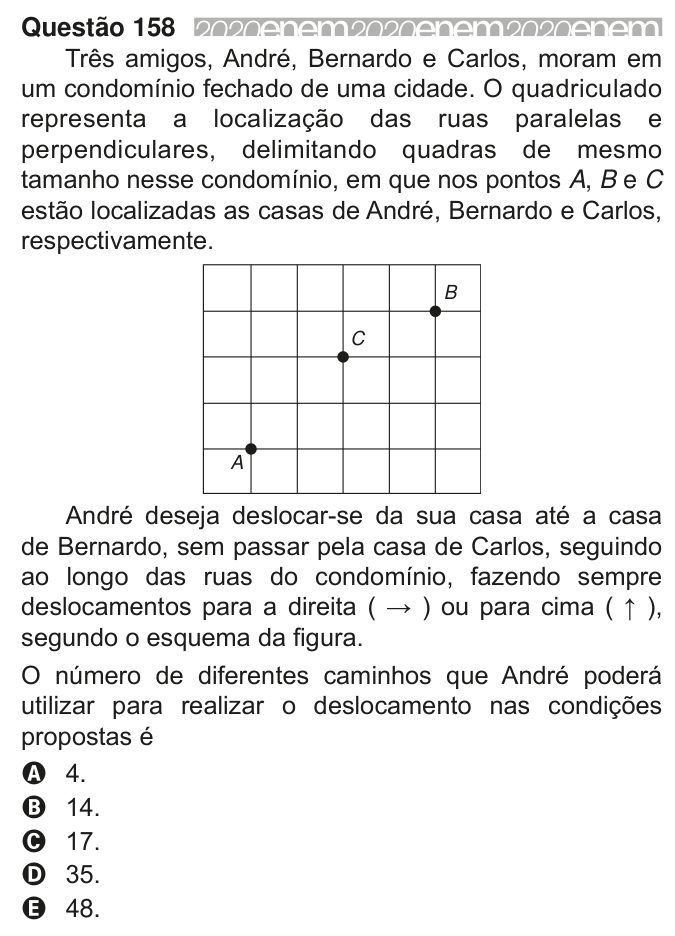 Questão 158 2020enem2020enem2020enem
Três amigos, André, Bernardo e Carlos, moram em
um condomínio fechado de uma cidade. O quadriculado
representa a localização das ruas paralelas e
perpendiculares, delimitando quadras de mesmo
tamanho nesse condomínio, em que nos pontos A, B e C
estão localizadas as casas de André, Bernardo e Carlos,
respectivamente.
B
C
A
André deseja deslocar-se da sua casa até a casa
de Bernardo, sem passar pela casa de Carlos, seguindo
ao longo das ruas do condomínio, fazendo sempre
deslocamentos para a direita ( → ) ou para cima ( ↑ ),
segundo o esquema da figura.
O número de diferentes caminhos que André poderá
utilizar para realizar o deslocamento nas condições
propostas é
A 4.
B 14.
C 17.
D 35.
E 48.